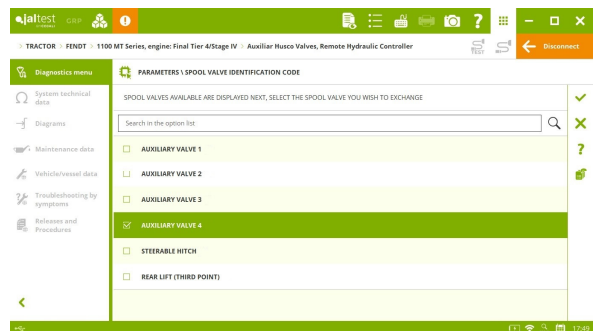 jaltest GRP
TRACTOR > FENDT > 1100 MT Series, engine: Final Tier 4/Stage IV > Auxiliar Husco Valves, Remote Hydraulic Controller
TEST
Disconnect
Diagnostics menu
System technical data
Diagrams
Maintenance data
Vehicle/vessel data
Troubleshooting by symptoms
Releases and Procedures
PARAMETERS \ SPOOL VALVE IDENTIFICATION CODE
SPOOL VALVES AVAILABLE ARE DISPLAYED NEXT, SELECT THE SPOOL VALVE YOU WISH TO EXCHANGE
Search in the option list
AUXILIARY VALVE 1
AUXILIARY VALVE 2
AUXILIARY VALVE 3
AUXILIARY VALVE 4
STEERABLE HITCH
REAR LIFT (THIRD POINT)
17:49